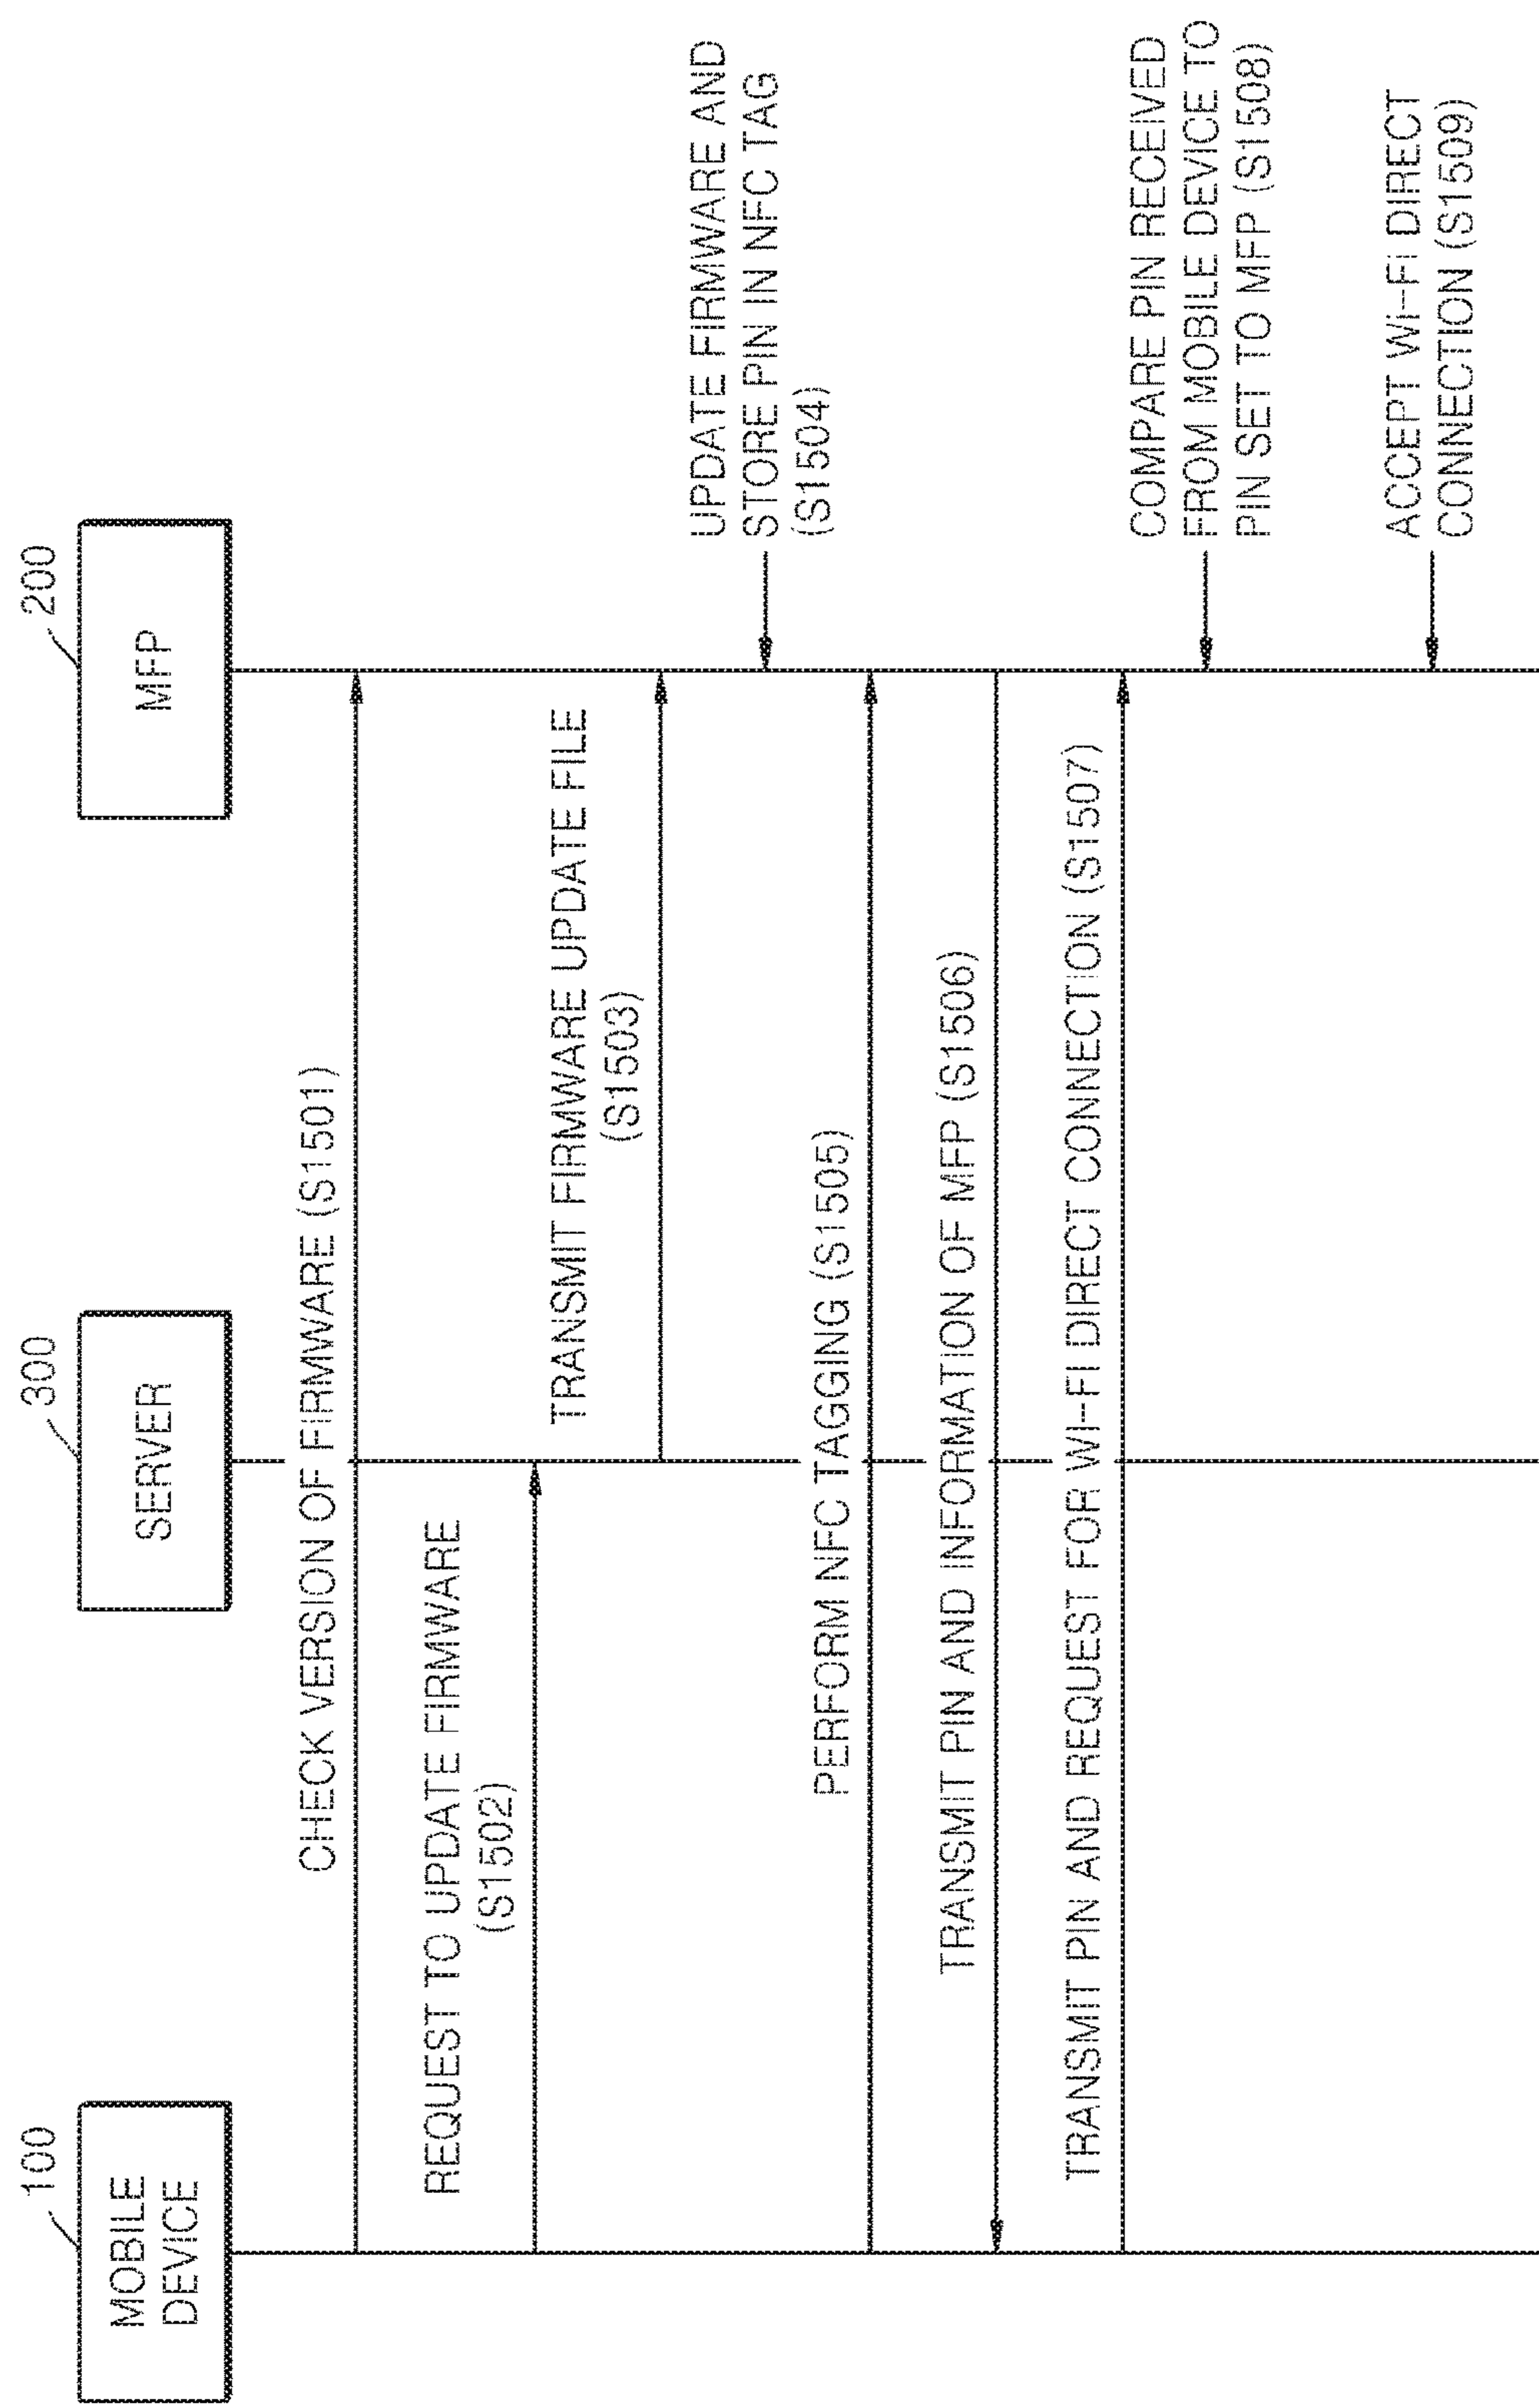 100
MOBILE
DEVICE
300
SERVER
200
MFP
CHECK VERSION OF FIRMWARE (S1501)
REQUEST TO UPDATE FIRMWARE
(S1502)
TRANSMIT FIRMWARE UPDATE FILE
(S1503)
UPDATE FIRMWARE AND
STORE PIN IN NFC TAG
(S1504)
PERFORM NFC TAGGING (S1505)
TRANSMIT PIN AND INFORMATION OF MFP (S1506)
TRANSMIT PIN AND REQUEST FOR WI-FI DIRECT CONNECTION (S1507)
COMPARE PIN RECEIVED
FROM MOBILE DEVICE TO
PIN SET TO MFP (S1508)
ACCEPT Wi-Fi DIRECT
CONNECTION (S1509)